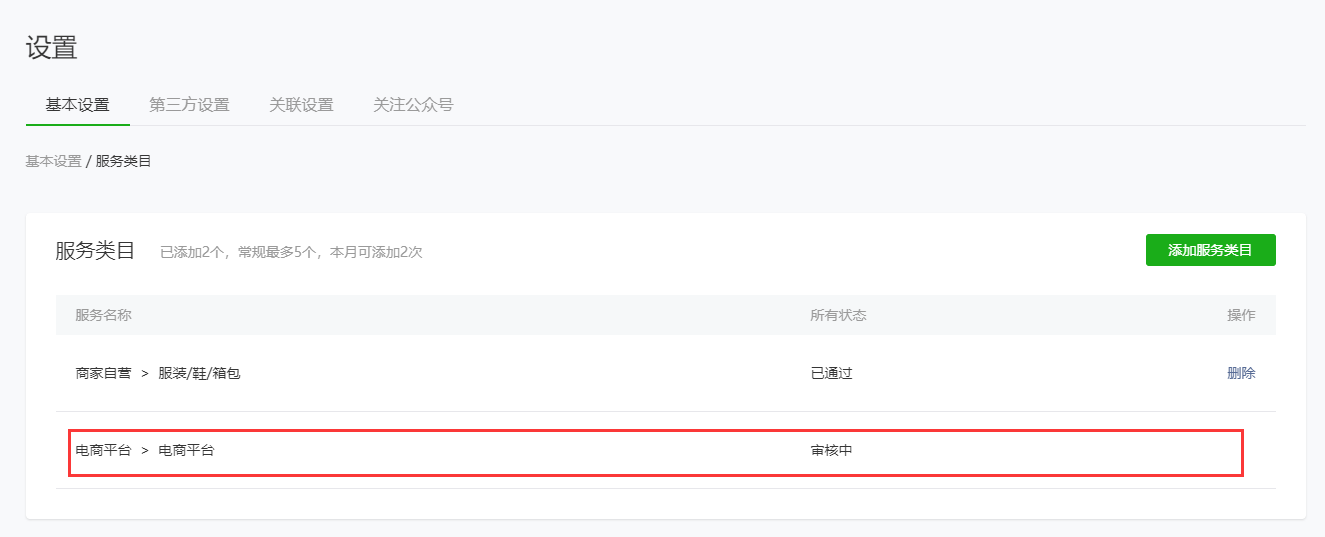 设置
基本设置 第三方设置 关联设置 关注公众号
基本设置 / 服务类目
服务类目 已添加2个，常规最多5个，本月可添加2次 添加服务类目
服务名称 所有状态 操作
商家自营 > 服装/鞋/箱包 已通过 删除
电商平台 > 电商平台 审核中